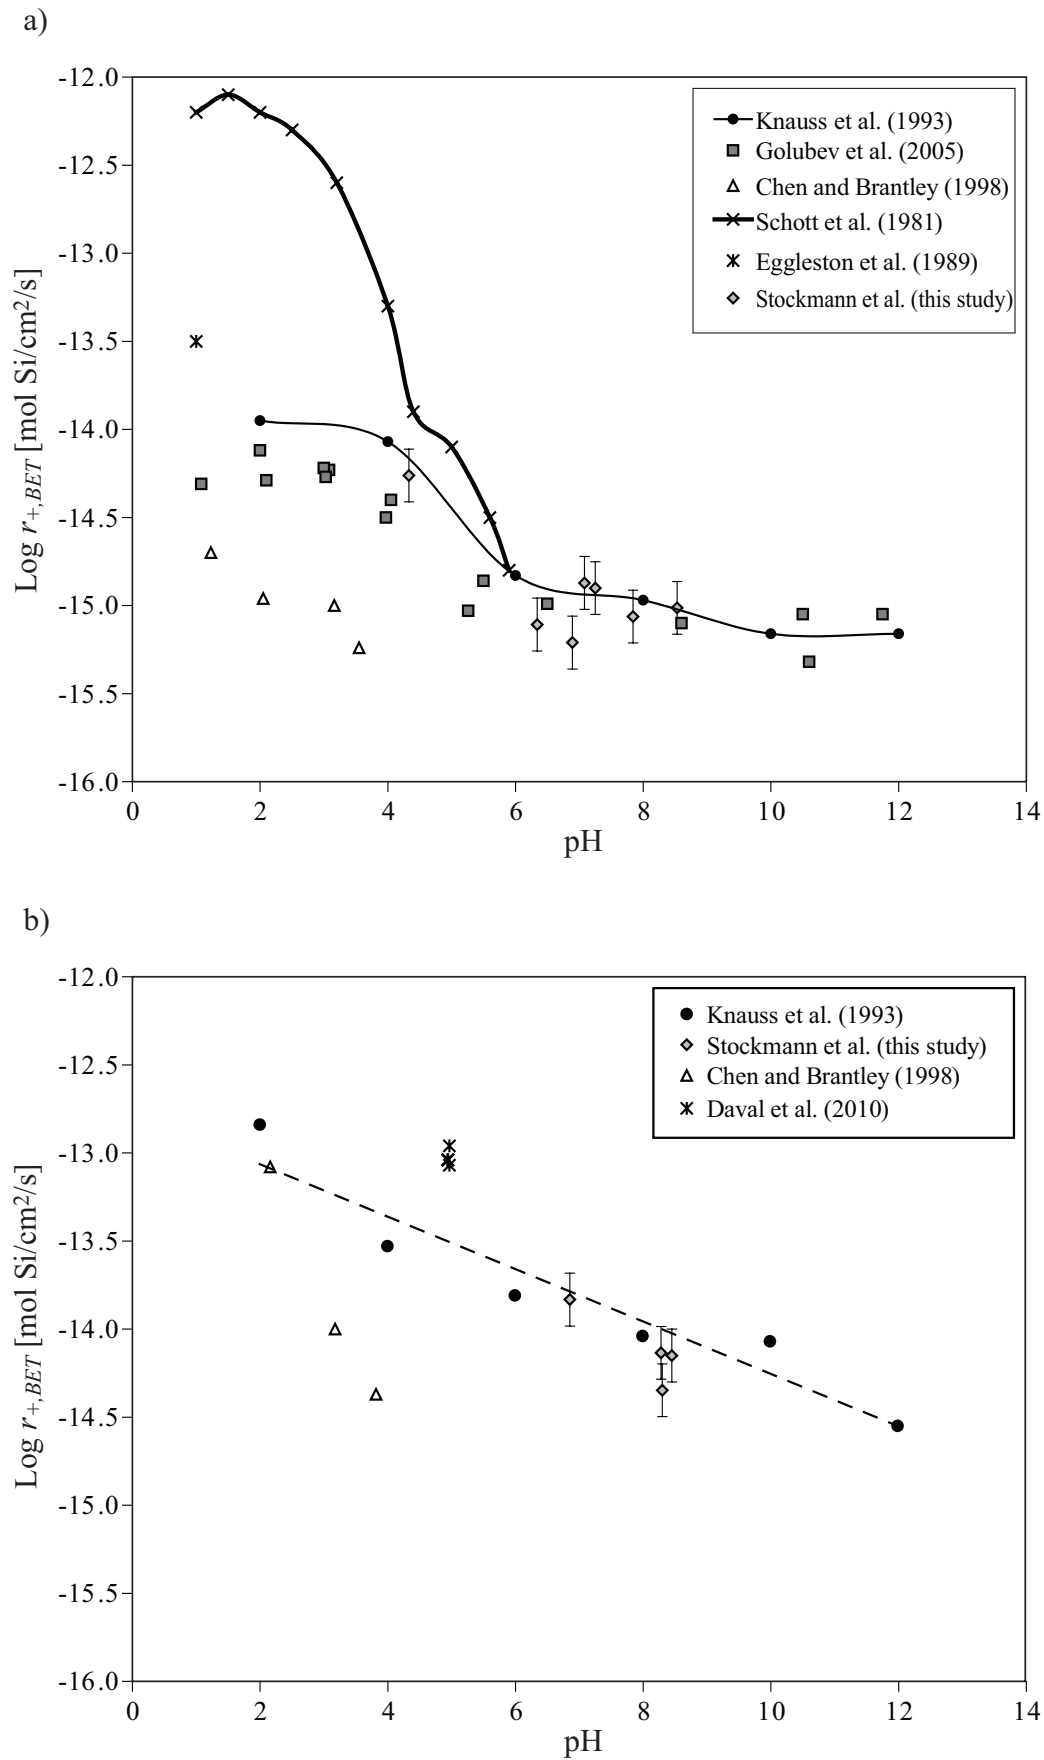 a)
-12.0
-12.5
-13.0
-13.5
-14.0
-14.5
-15.0
-15.5
-16.0
Log r+,BET [mol Si/cm2/s]
Knauss et al. (1993)
Golubev et al. (2005)
Chen and Brantley (1998)
Schott et al. (1981)
Eggleston et al. (1989)
Stockmann et al. (this study)
0 2 4 6 8 10 12 14
pH
b)
-12.0
-12.5
-13.0
-13.5
-14.0
-14.5
-15.0
-15.5
-16.0
Log r+,BET [mol Si/cm2/s]
Knauss et al. (1993)
Stockmann et al. (this study)
Chen and Brantley (1998)
Daval et al. (2010)
0 2 4 6 8 10 12 14
pH